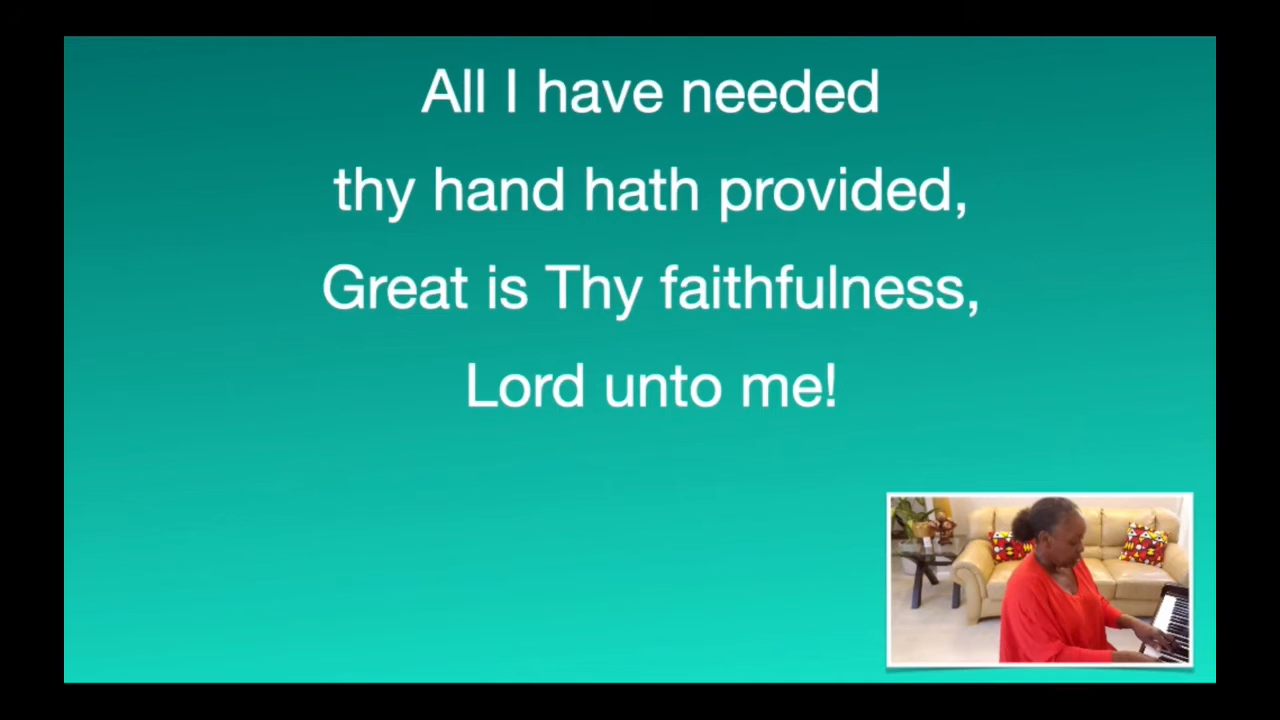 All I have needed
thy hand hath provided,
Great is Thy faithfulness,
Lord unto me!